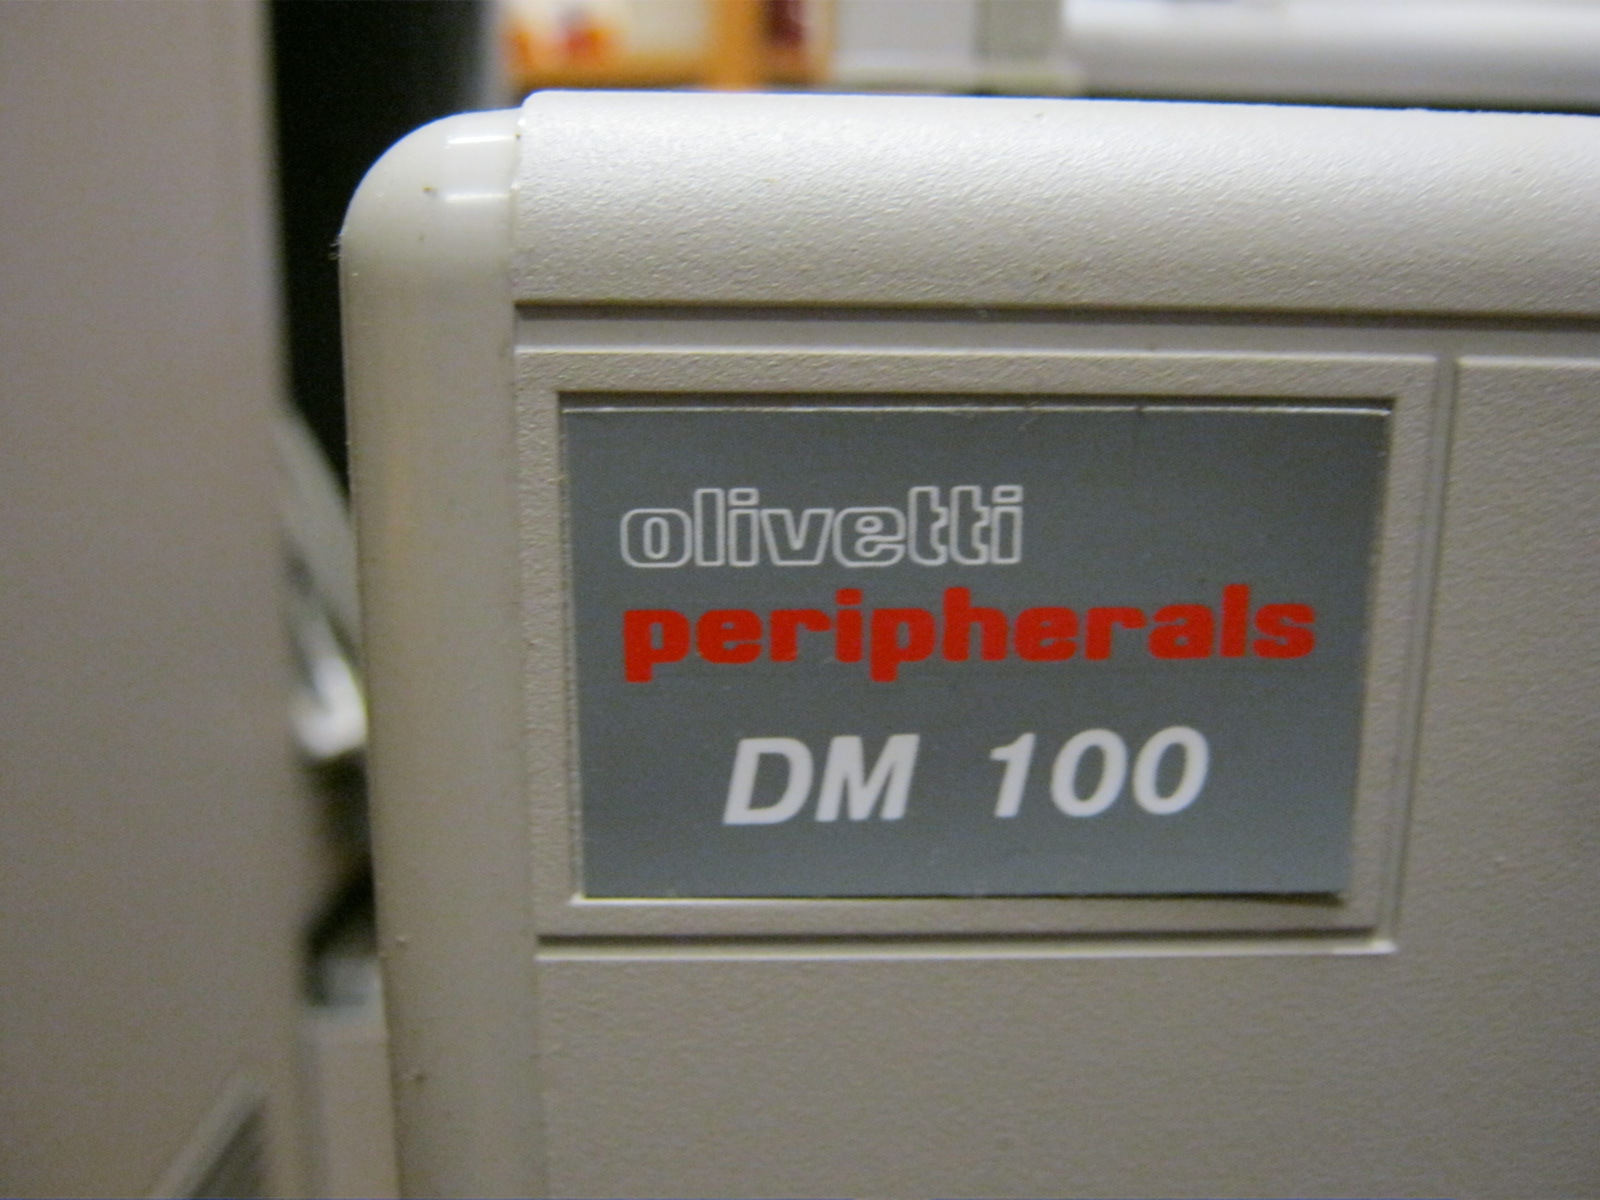 olivetti
peripherals
DM 100